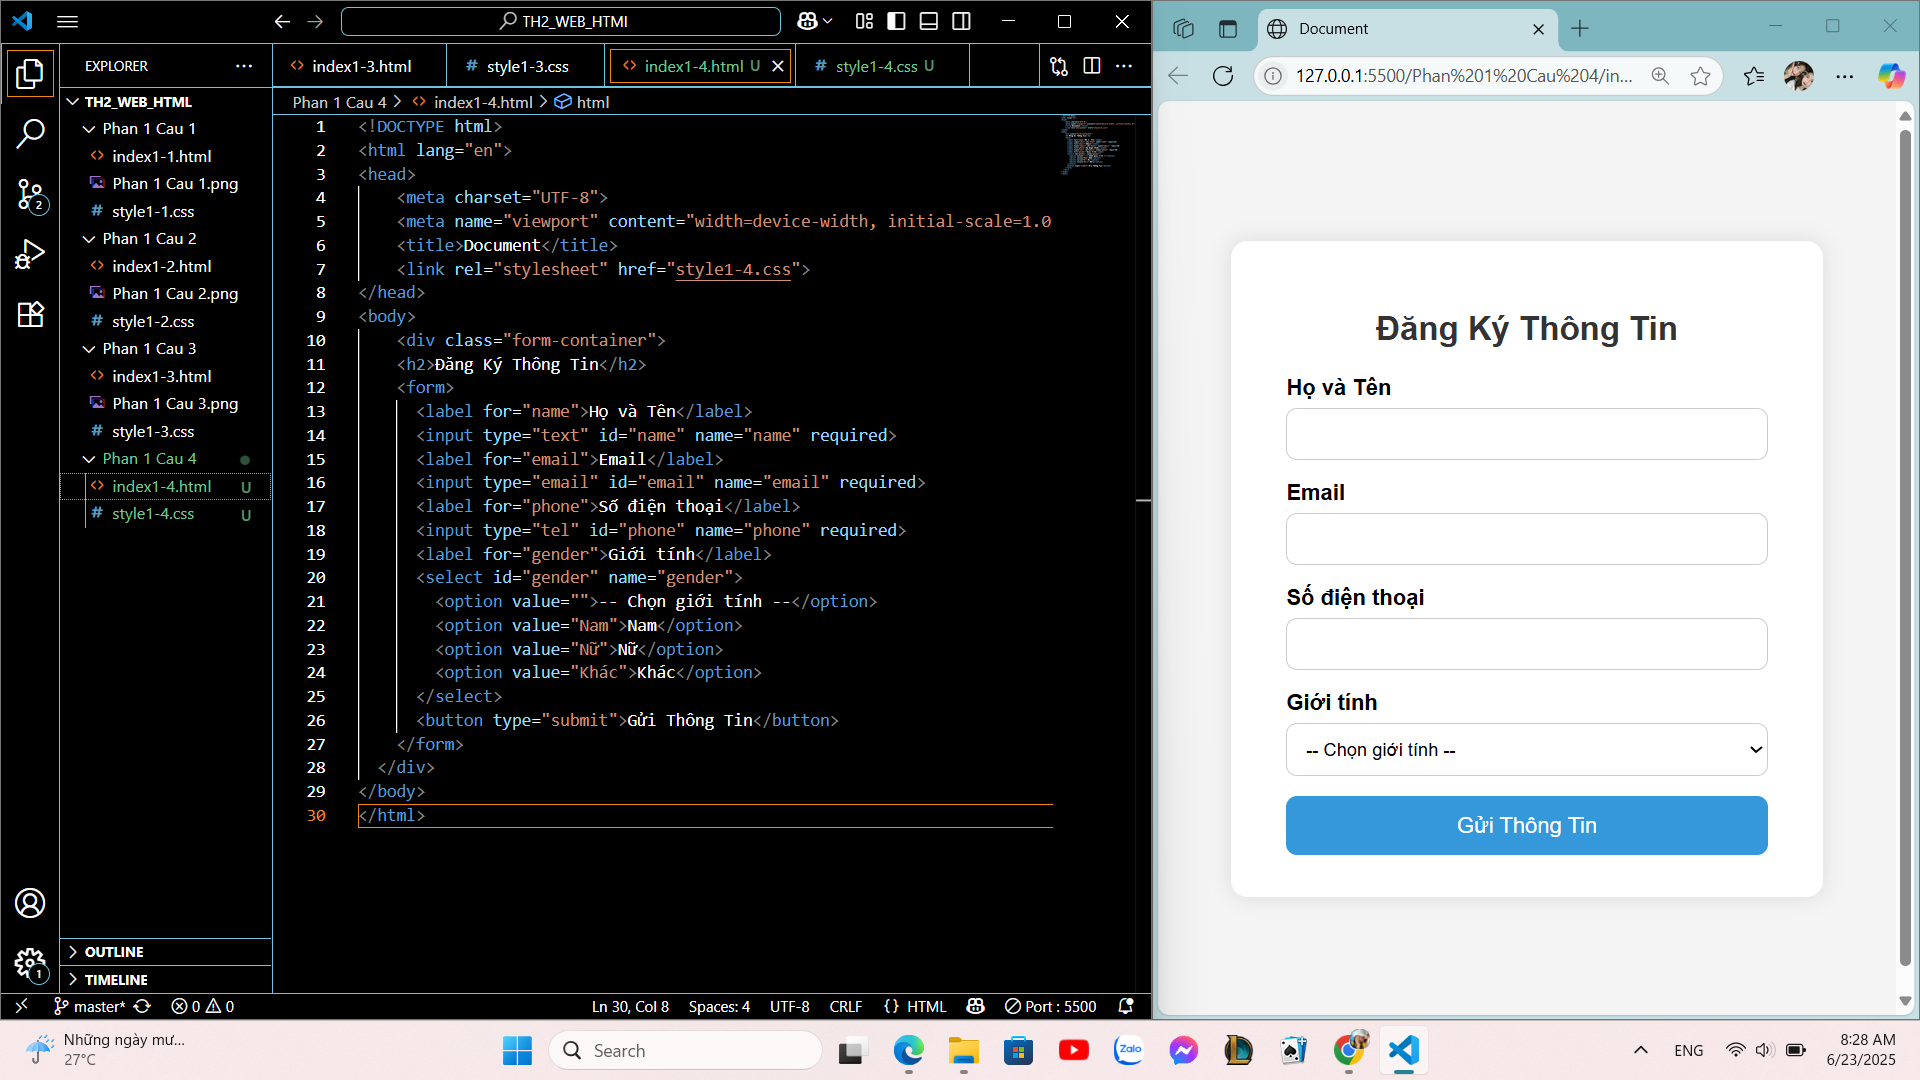 TH2_WEB_HTMl
EXPLORER
index1-3.html
style1-3.css
index1-4.html U
style1-4.css U
TH2_WEB_HTML
Phan 1 Cau 1
index1-1.html
Phan 1 Cau 1.png
style1-1.css
Phan 1 Cau 2
index1-2.html
Phan 1 Cau 2.png
style1-2.css
Phan 1 Cau 3
index1-3.html
Phan 1 Cau 3.png
style1-3.css
Phan 1 Cau 4
index1-4.html U
style1-4.css U
2
OUTLINE
TIMELINE
1
Phan 1 Cau 4 > index1-4.html > html
1 <!DOCTYPE html>
2 <html lang="en">
3 <head>
4 <meta charset="UTF-8">
5 <meta name="viewport" content="width=device-width, initial-scale=1.0
6 <title>Document</title>
7 <link rel="stylesheet" href="style1-4.css">
8 </head>
9 <body>
10 <div class="form-container">
11 <h2>Đăng Ký Thông Tin</h2>
12 <form>
13 <label for="name">Họ và Tên</label>
14 <input type="text" id="name" name="name" required>
15 <label for="email">Email</label>
16 <input type="email" id="email" name="email" required>
17 <label for="phone">Số điện thoại</label>
18 <input type="tel" id="phone" name="phone" required>
19 <label for="gender">Giới tính</label>
20 <select id="gender" name="gender">
21 <option value="">-- Chọn giới tính --</option>
22 <option value="Nam">Nam</option>
23 <option value="Nữ">Nữ</option>
24 <option value="Khác">Khác</option>
25 </select>
26 <button type="submit">Gửi Thông Tin</button>
27 </form>
28 </div>
29 </body>
30 </html>
master* 0 0
Ln 30, Col 8 Spaces: 4 UTF-8 CRLF {} HTML Port : 5500
Document
127.0.0.1:5500/Phan%201%20Cau%204/in...
Đăng Ký Thông Tin
Họ và Tên
Email
Số điện thoại
Giới tính
-- Chọn giới tính --
Gửi Thông Tin
Những ngày mư...
27°C
Search
Zalo
ENG
8:28 AM
6/23/2025